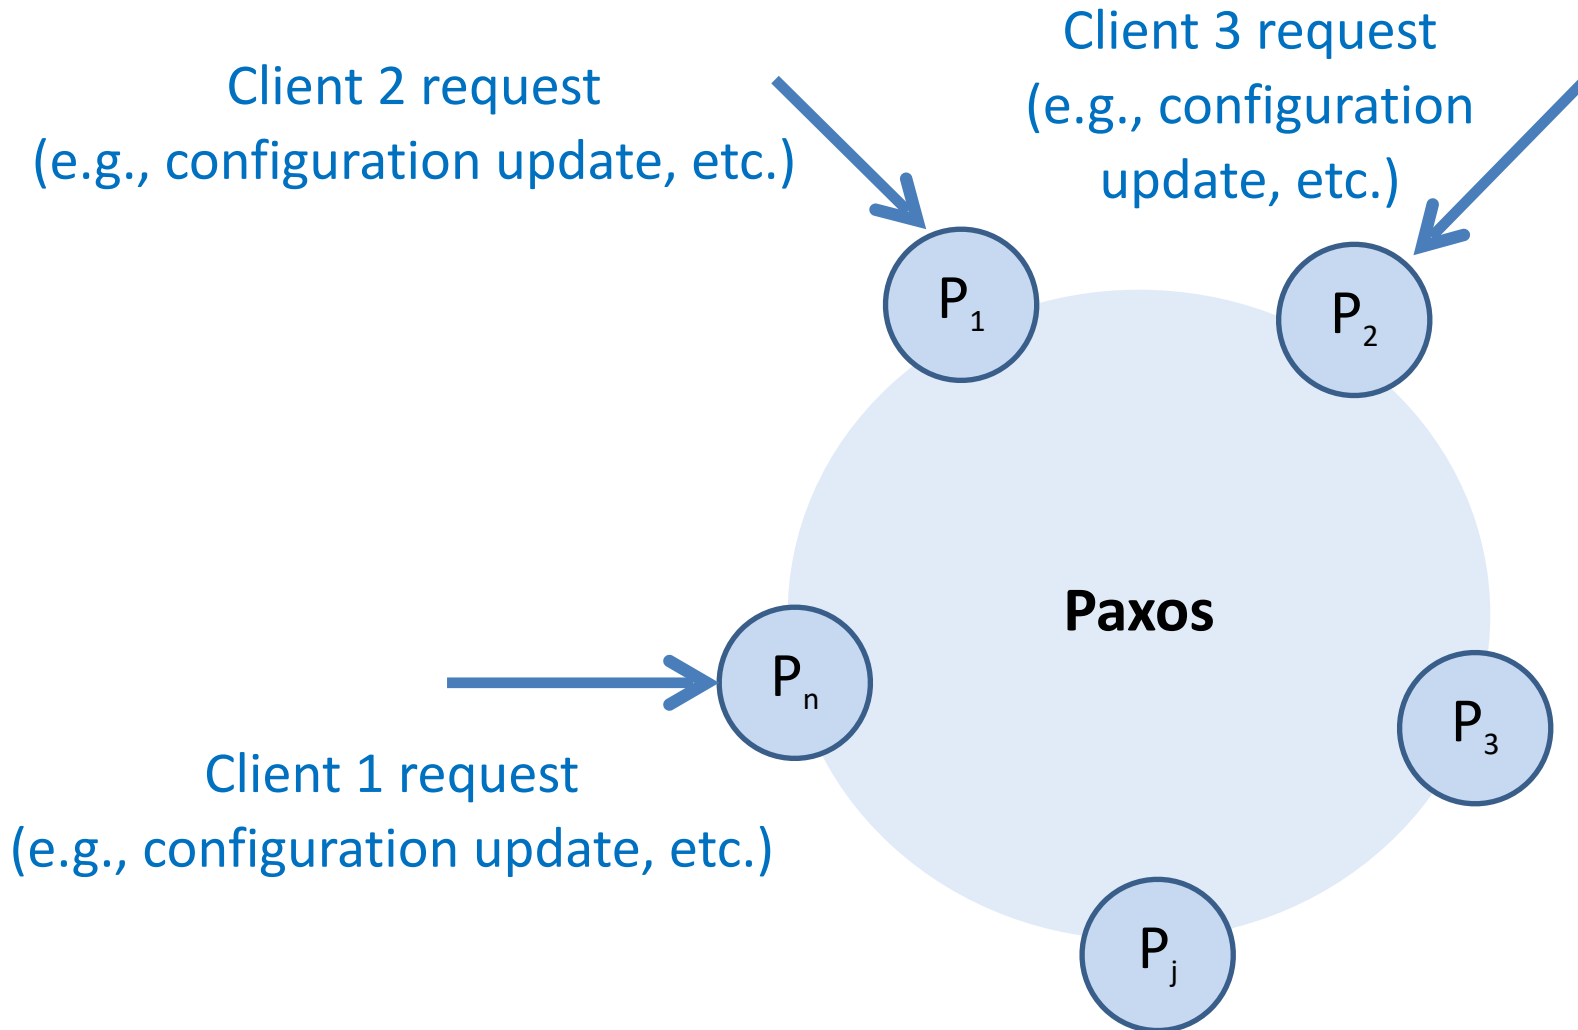 Client 2 request
(e.g., configuration update, etc.)
Client 3 request
(e.g., configuration
update, etc.)
P₁
P₂
Paxos
Pₙ
P₃
Client 1 request
(e.g., configuration update, etc.)
Pⱼ